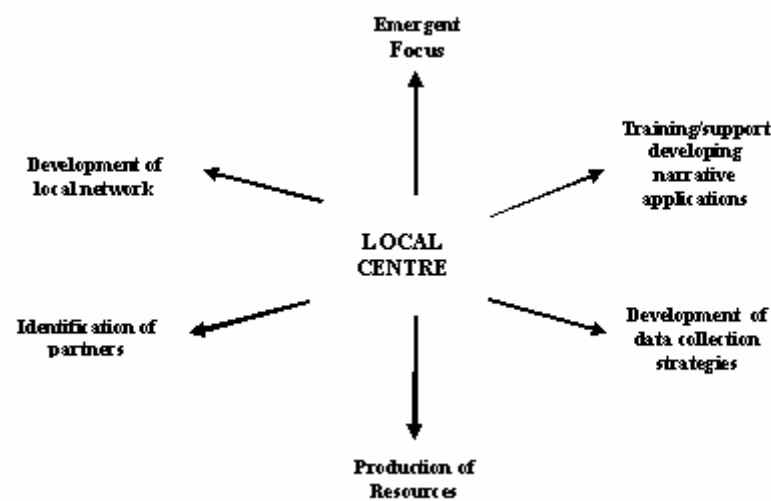 Emergent
Focus
Training/support
developing
narrative
applications
Development of
local network
LOCAL
CENTRE
Identification of
partners
Development of
data collection
strategies
Production of
Resources